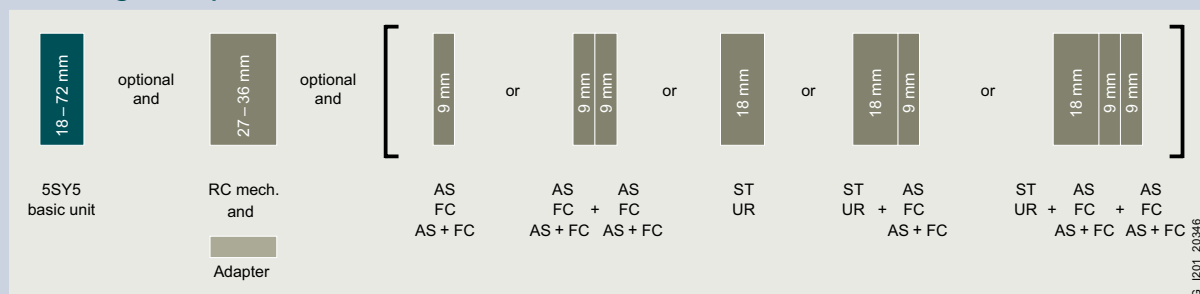 18 – 72 mm
optional
and
27 – 36 mm
optional
and
9 mm
or
9 mm
9 mm
or
18 mm
or
18 mm
9 mm
or
18 mm
9 mm
9 mm
5SY5
basic unit
RC mech.
and
Adapter
AS
FC
AS + FC
AS AS
FC + FC
AS + FC AS + FC
ST
UR
ST AS
UR + FC
AS + FC
ST AS AS
UR + FC + FC
AS + FC AS + FC
I201_20346